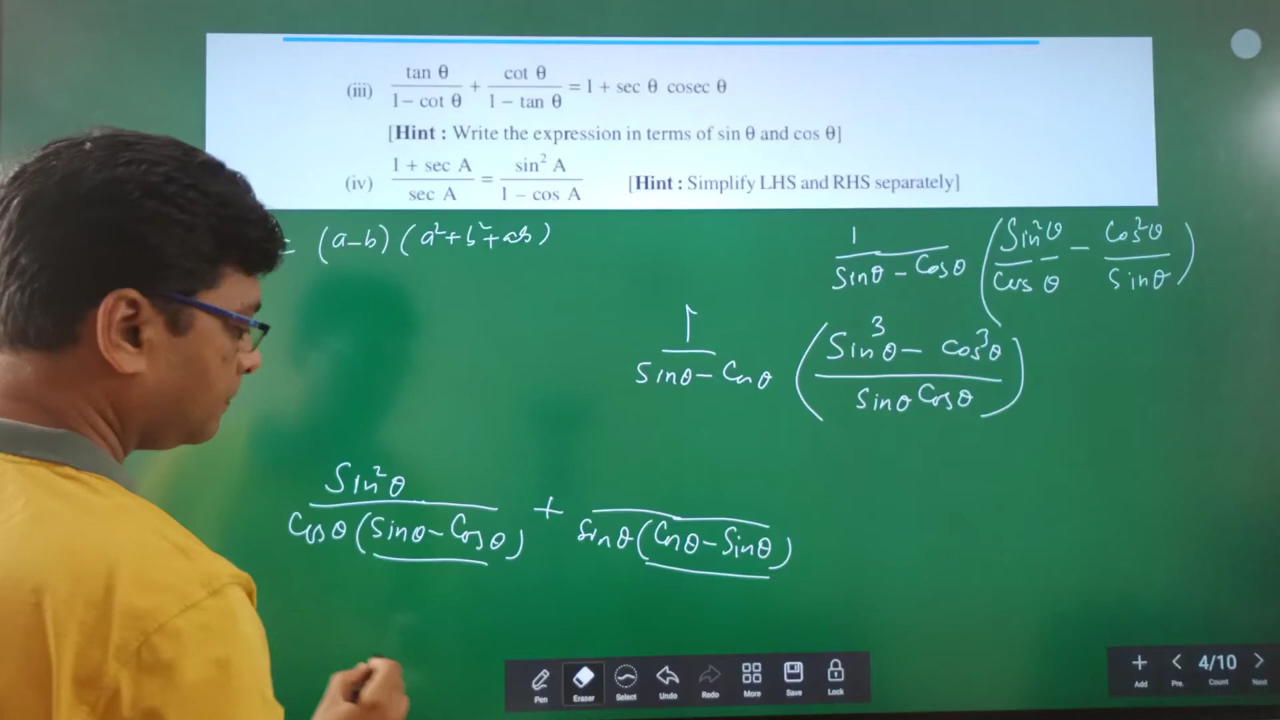 (iii) tan θ / 1 – cot θ + cot θ / 1 – tan θ = 1 + sec θ cosec θ
[Hint : Write the expression in terms of sin θ and cos θ]
(iv) 1 + sec A / sec A = sin² A / 1 – cos A [Hint : Simplify LHS and RHS separately]
= (a-b) (a²+b²+ab)
1 / Sinθ - Cosθ (Sin²θ / Cosθ - Cos²θ / Sinθ)
1 / Sinθ - Cosθ (Sin³θ - Cos³θ / Sinθ Cosθ)
Sin²θ / Cosθ (Sinθ-Cosθ) + / Sinθ (Cosθ-Sinθ)
Pen Eraser Select Undo Redo More Save Lock
4/10
Add Pre. Count Next